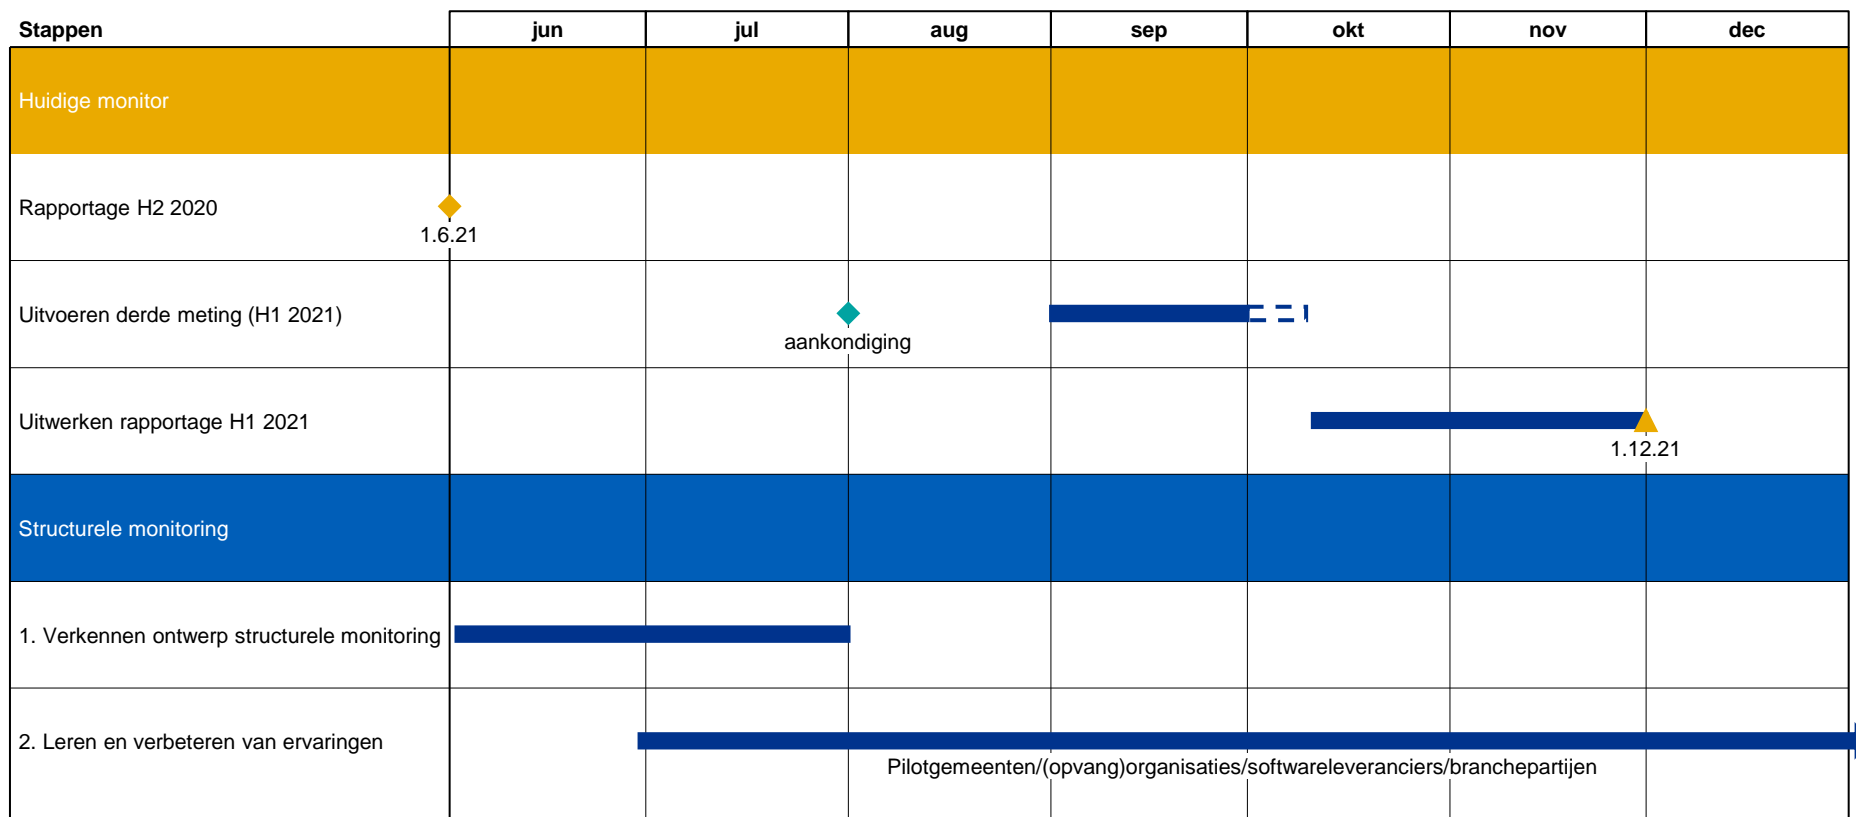 Stappen jun jul aug sep okt nov dec
Huidige monitor
Rapportage H2 2020
1.6.21
Uitvoeren derde meting (H1 2021)
aankondiging
Uitwerken rapportage H1 2021
1.12.21
Structurele monitoring
1. Verkennen ontwerp structurele monitoring
2. Leren en verbeteren van ervaringen
Pilotgemeenten/(opvang)organisaties/softwareleveranciers/branchepartijen